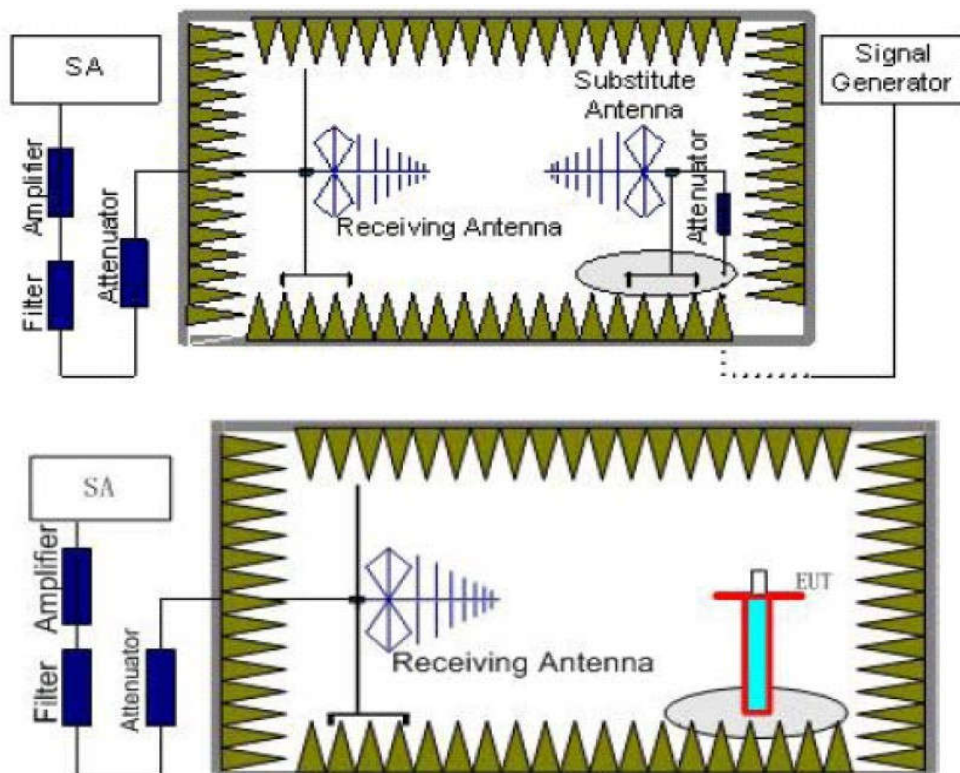 SA
Signal
Generator
Substitute
Antenna
Amplifier
Attenuator
Filter
Receiving Antenna
Attenuator
SA
Amplifier
Filter
Attenuator
Receiving Antenna
EUT